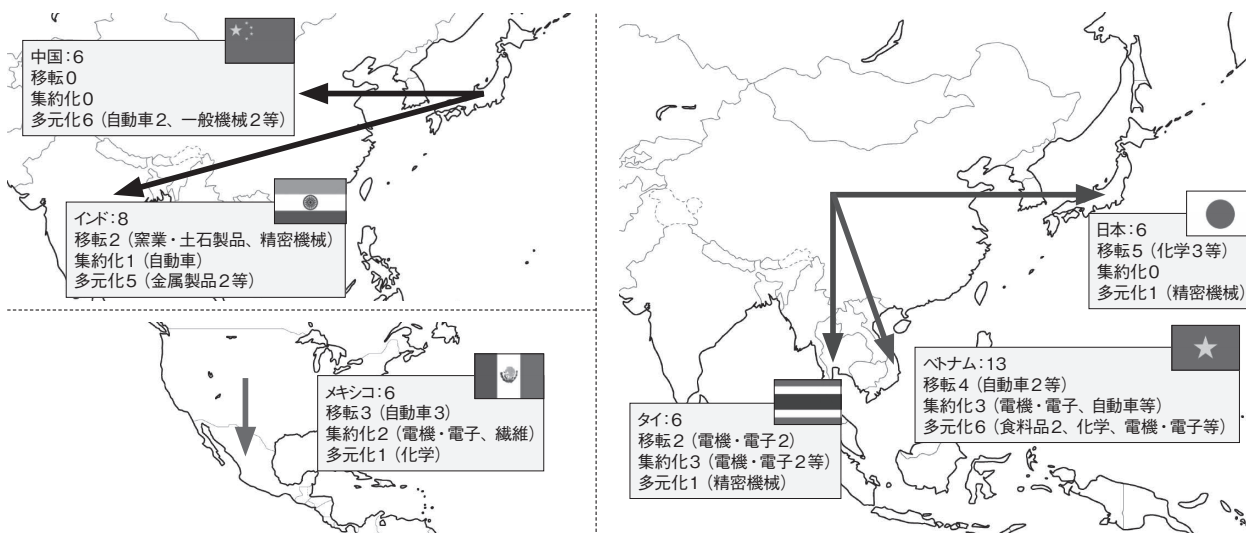 中国：6
移転0
集約化0
多元化6（自動車2、一般機械2等）
インド：8
移転2（窯業・土石製品、精密機械）
集約化1（自動車）
多元化5（金属製品2等）
メキシコ：6
移転3（自動車3）
集約化2（電機・電子、繊維）
多元化1（化学）
日本：6
移転5（化学3等）
集約化0
多元化1（精密機械）
ベトナム：13
移転4（自動車2等）
集約化3（電機・電子、自動車等）
多元化6（食料品2、化学、電機・電子等）
タイ：6
移転2（電機・電子2）
集約化3（電機・電子2等）
多元化1（精密機械）